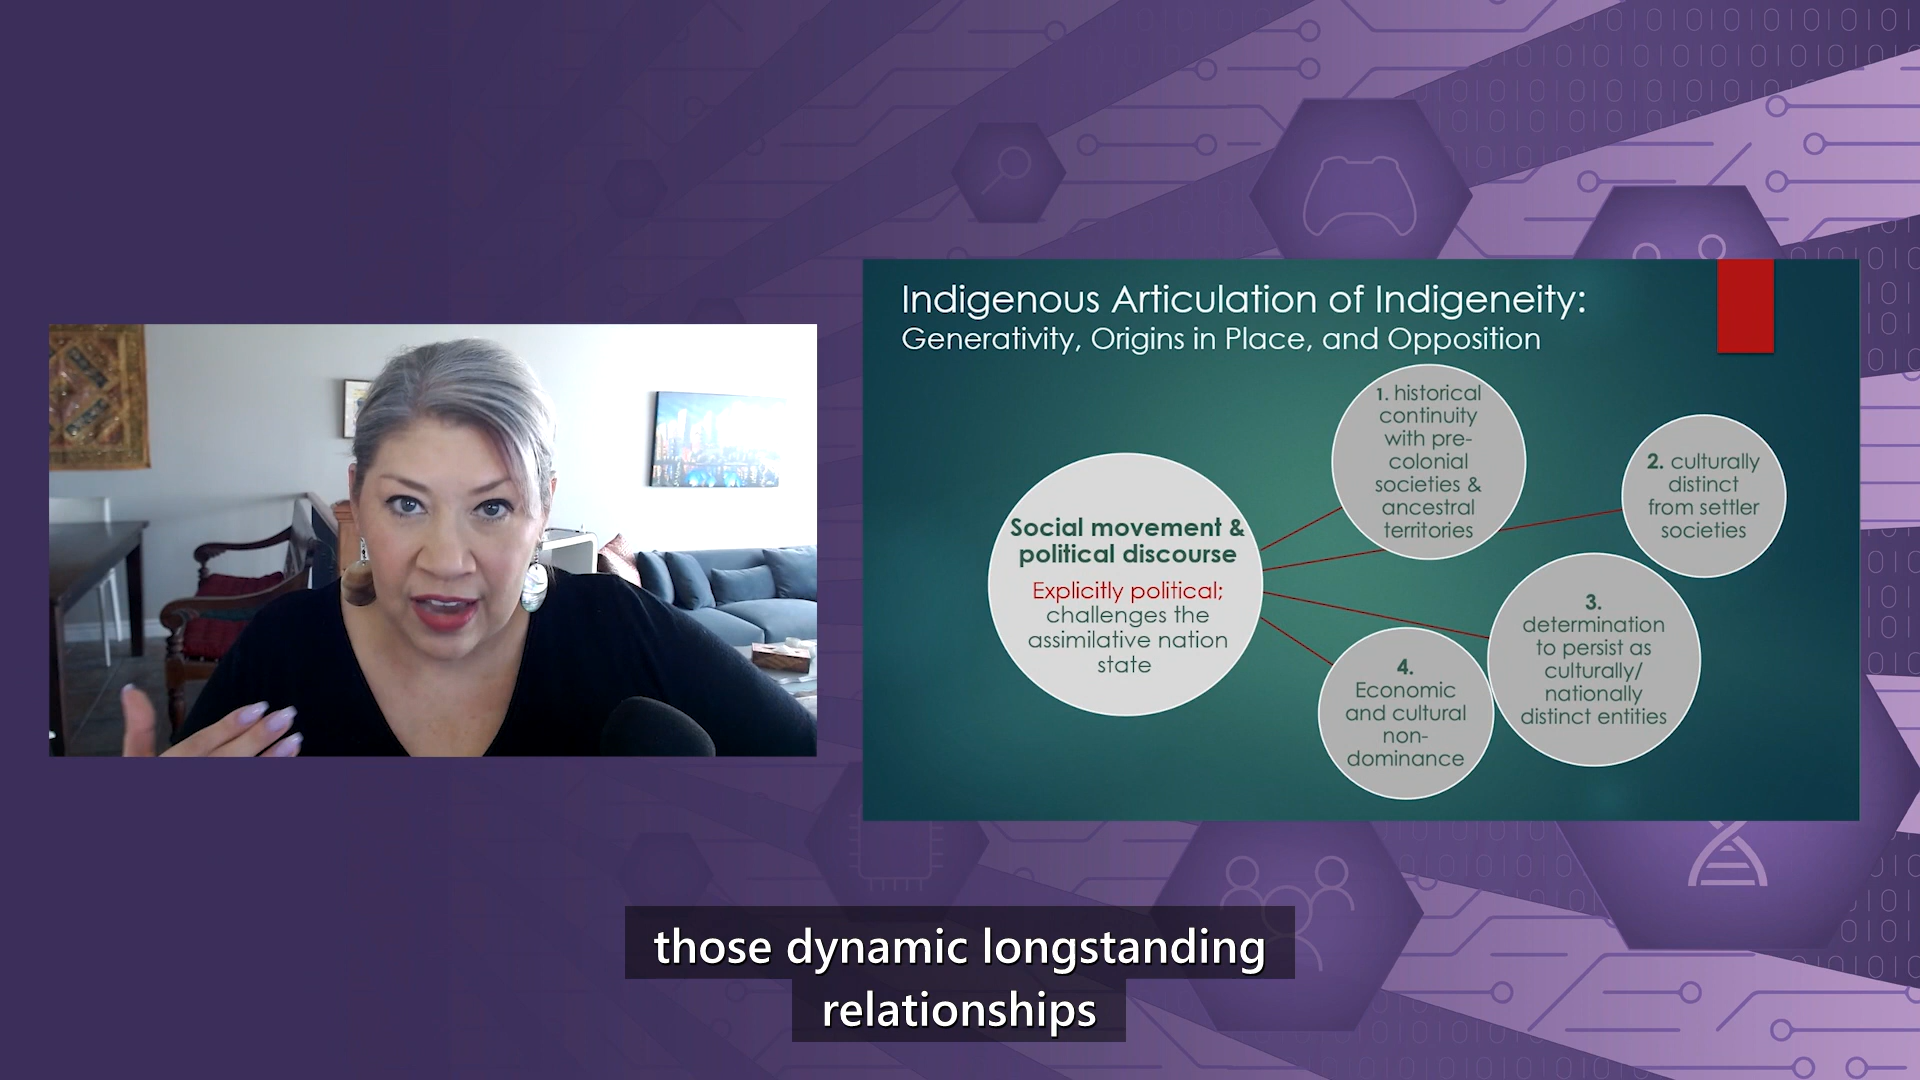 Indigenous Articulation of Indigeneity:
Generativity, Origins in Place, and Opposition
Social movement &
political discourse
Explicitly political;
challenges the
assimilative nation
state
1. historical
continuity
with pre-
colonial
societies &
ancestral
territories
2. culturally
distinct
from settler
societies
3.
determination
to persist as
culturally/
nationally
distinct entities
4.
Economic
and cultural
non-
dominance
those dynamic longstanding
relationships